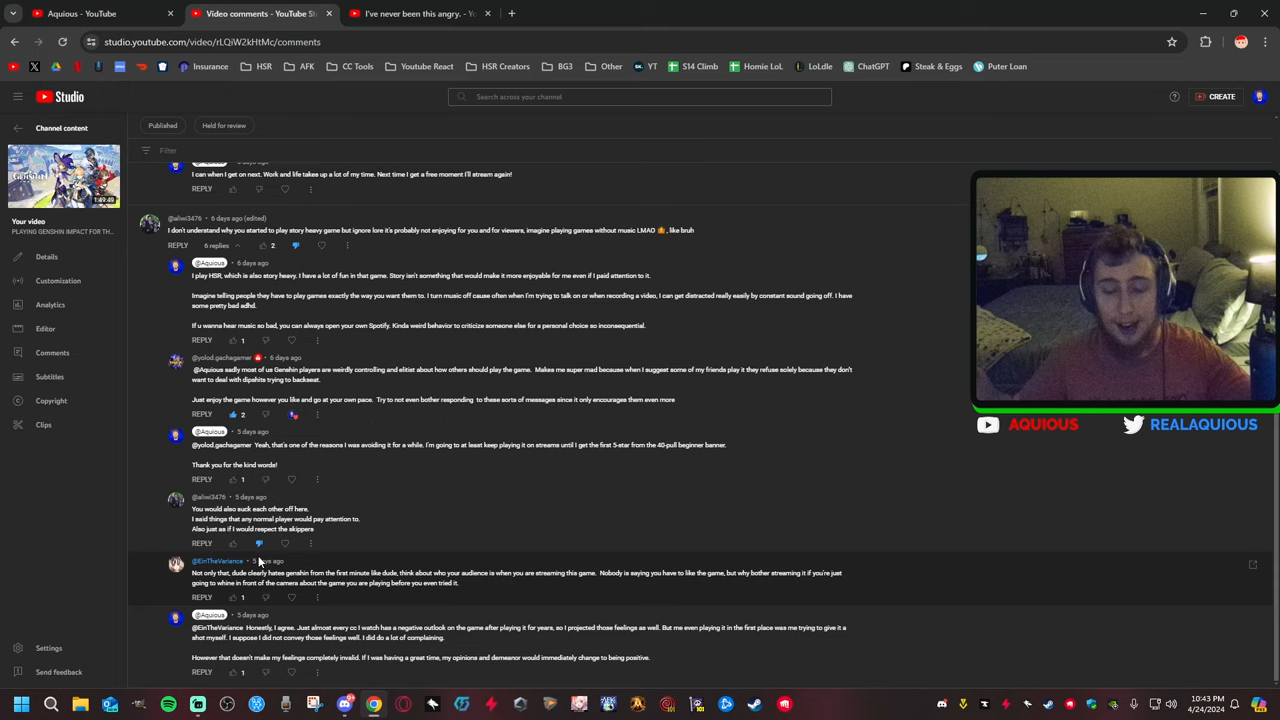 Aquious - YouTube
Video comments - YouTube St
I've never been this angry. - YouT
studio.youtube.com/video/rLQiW2kHtMc/comments
Insurance
HSR
AFK
CC Tools
Youtube React
HSR Creators
BG3
Other
YT
S14 Climb
Homie LoL
LoLdle
ChatGPT
Steak & Eggs
Puter Loan
Studio
Search across your channel
CREATE
Channel content
Published
Held for review
Filter
1:49:49
Your video
PLAYING GENSHIN IMPACT FOR TH...
Details
Customization
Analytics
Editor
Comments
Subtitles
Copyright
Clips
Settings
Send feedback
I can when I get on next. Work and life takes up a lot of my time. Next time I get a free moment I'll stream again!
REPLY
@aliwi3476 • 6 days ago (edited)
I don't understand why you started to play story heavy game but ignore lore it's probably not enjoying for you and for viewers, imagine playing games without music LMAO , like bruh
REPLY 6 replies 2
@Aquious 6 days ago
I play HSR, which is also story heavy. I have a lot of fun in that game. Story isn't something that would make it more enjoyable for me even if I paid attention to it.
Imagine telling people they have to play games exactly the way you want them to. I turn music off cause often when I'm trying to talk on or when recording a video, I can get distracted really easily by constant sound going off. I have
some pretty bad adhd.
If u wanna hear music so bad, you can always open your own Spotify. Kinda weird behavior to criticize someone else for a personal choice so inconsequential.
REPLY 1
@yolod.gachagamer • 6 days ago
@Aquious sadly most of us Genshin players are weirdly controlling and elitist about how others should play the game. Makes me super mad because when I suggest some of my friends play it they refuse solely because they don't
want to deal with dipshits trying to backseat.
Just enjoy the game however you like and go at your own pace. Try to not even bother responding to these sorts of messages since it only encourages them even more
REPLY 2
@Aquious • 5 days ago
@yolod.gachagamer Yeah, that's one of the reasons I was avoiding it for a while. I'm going to at least keep playing it on streams until I get the first 5-star from the 40-pull beginner banner.
Thank you for the kind words!
REPLY 1
@aliwi3476 • 5 days ago
You would also suck each other off here.
I said things that any normal player would pay attention to.
Also just as if I would respect the skippers
REPLY
@EinTheVariance • 5 days ago
Not only that, dude clearly hates genshin from the first minute like dude, think about who your audience is when you are streaming this game. Nobody is saying you have to like the game, but why bother streaming it if you're just
going to whine in front of the camera about the game you are playing before you even tried it.
REPLY 1
@Aquious • 5 days ago
@EinTheVariance Honestly, I agree. Just almost every cc I watch has a negative outlook on the game after playing it for years, so I projected those feelings as well. But me even playing it in the first place was me trying to give it a
shot myself. I suppose I did not convey those feelings well. I did do a lot of complaining.
However that doesn't make my feelings completely invalid. If I was having a great time, my opinions and demeanor would immediately change to being positive.
REPLY 1
AQUIOUS
REALAQUIOUS
10:43 PM
4/24/2024